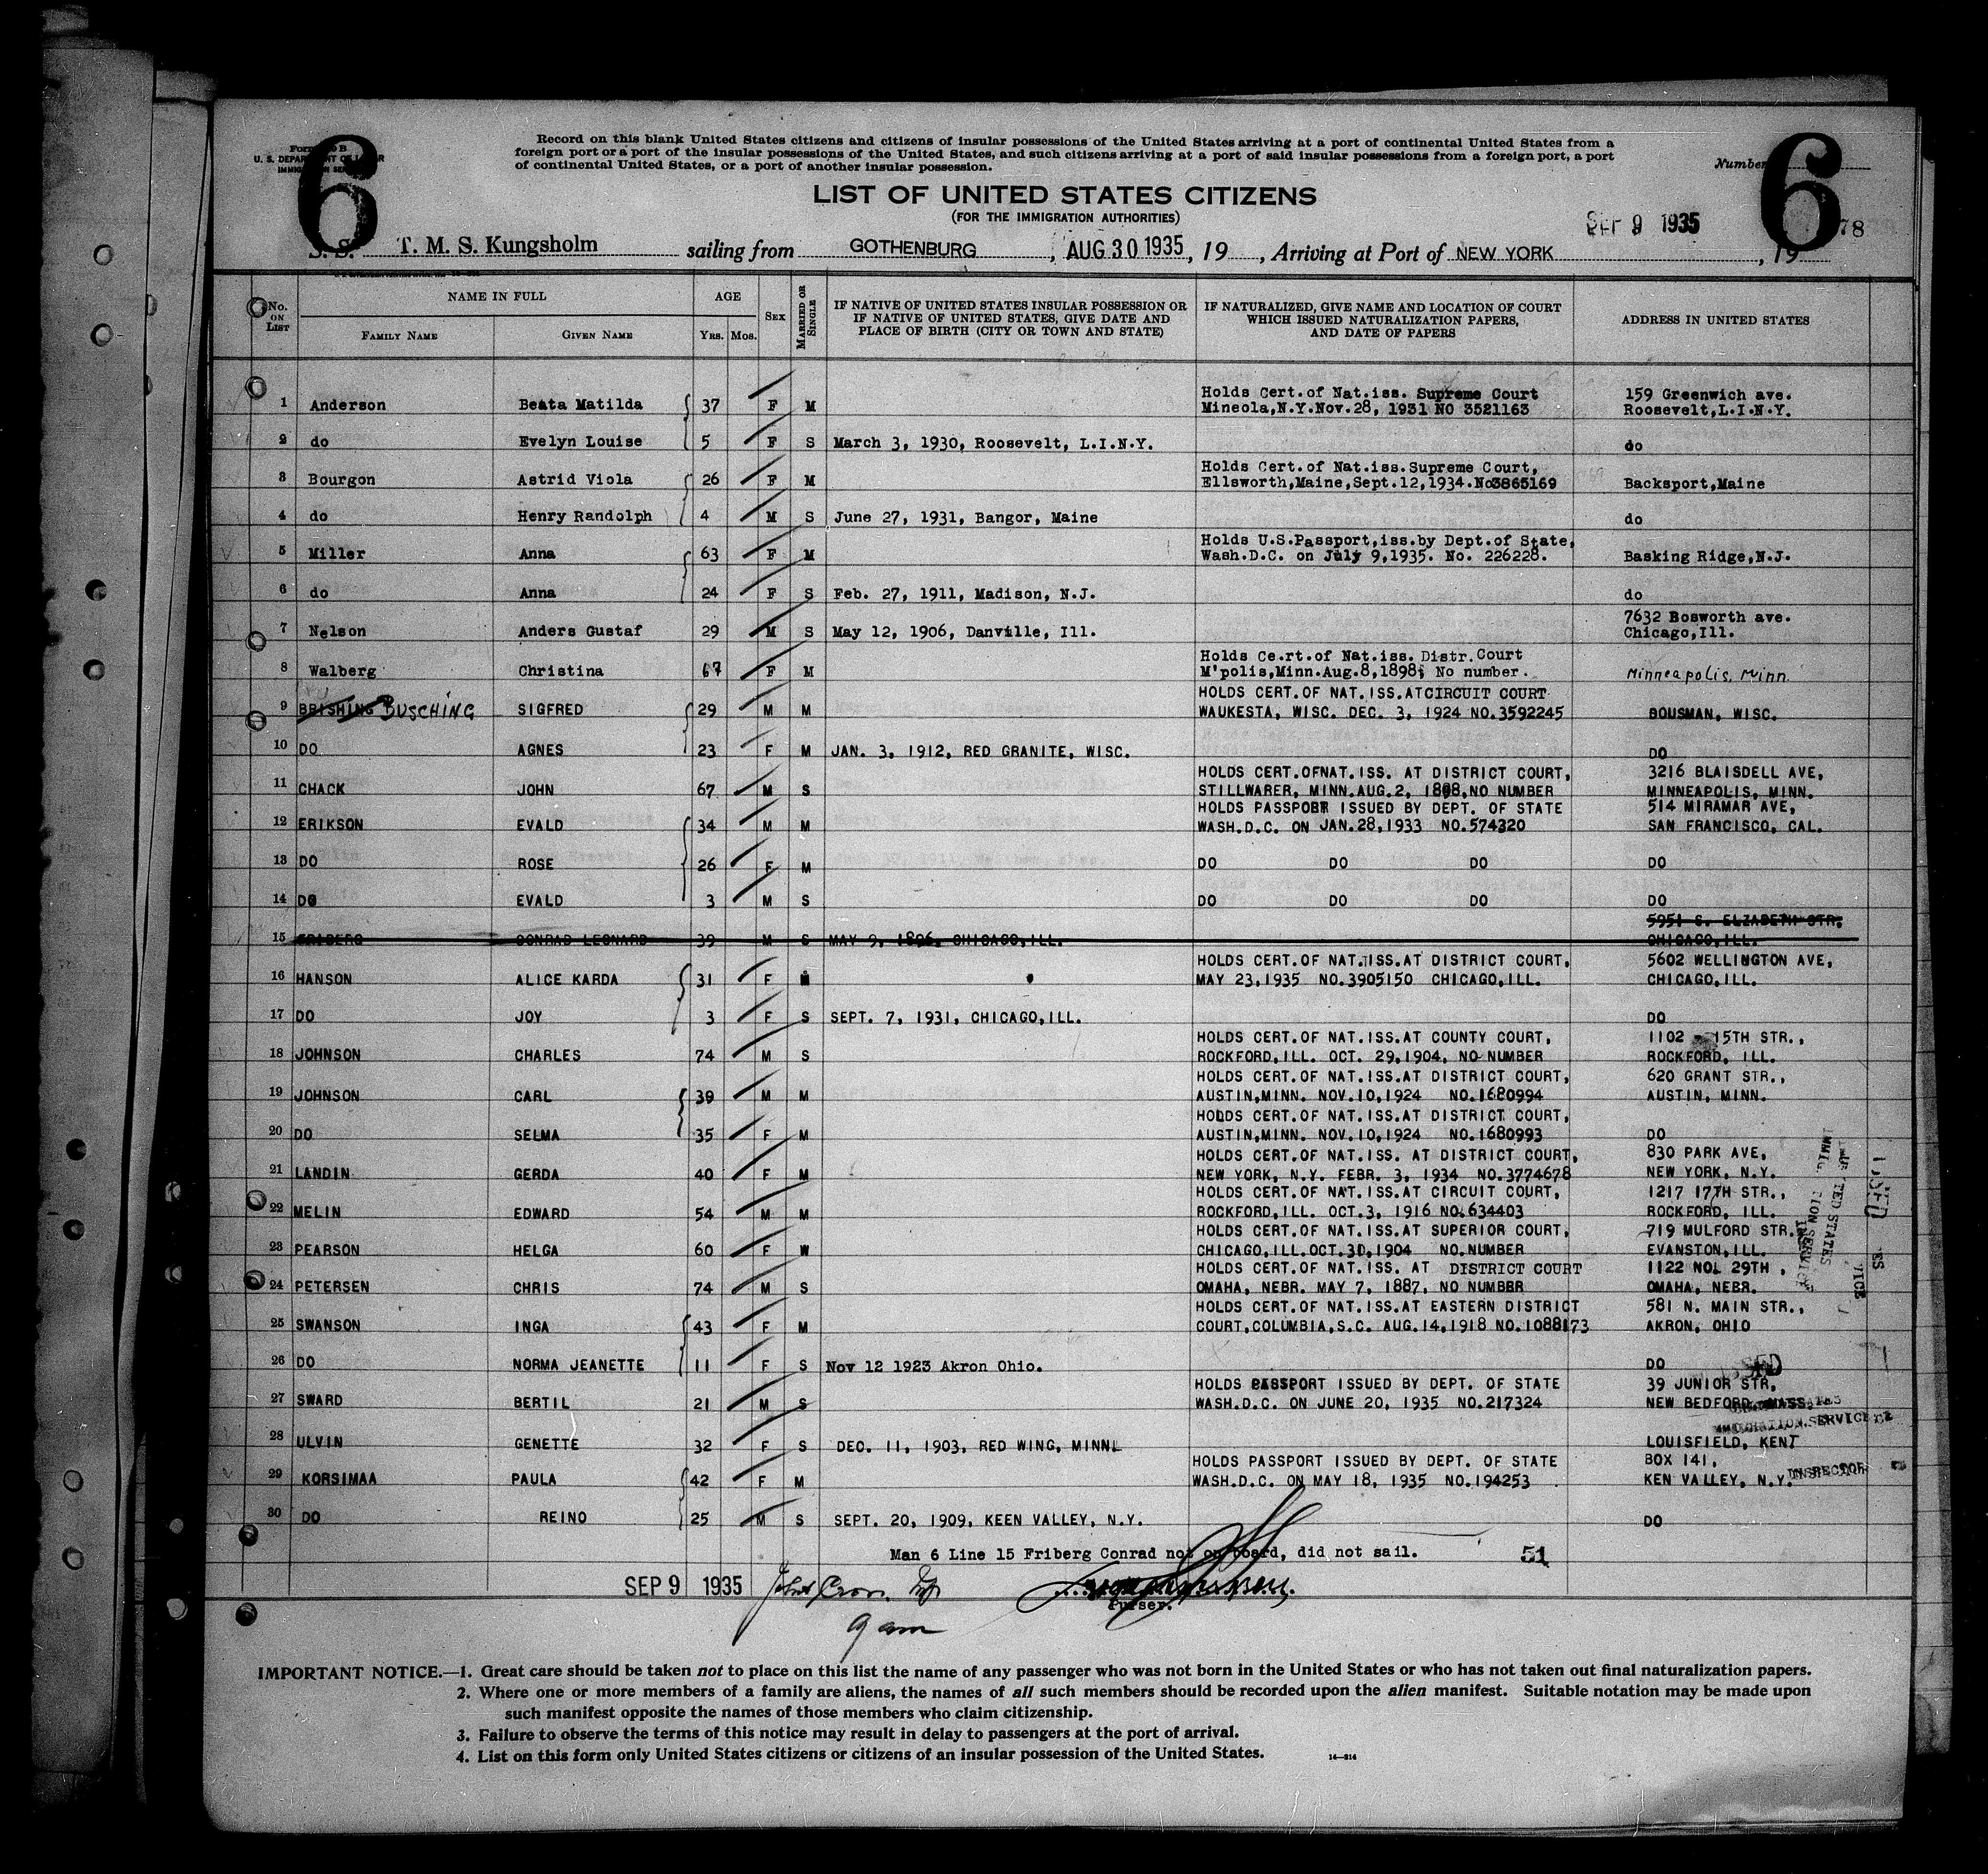 6
6
Record on this blank United States citizens and citizens of insular possessions of the United States arriving at a port of continental United States from a
foreign port or a port of the insular possessions of the United States, and such citizens arriving at a port of said insular possessions from a foreign port, a port
of continental United States, or a port of another insular possession.
Number
LIST OF UNITED STATES CITIZENS
(FOR THE IMMIGRATION AUTHORITIES)
SEP 9 1935
78
S. S. T. M. S. Kungsholm sailing from GOTHENBURG, AUG 30 1935, 19 , Arriving at Port of NEW YORK , 19
No. ON LIST
NAME IN FULL
FAMILY NAME GIVEN NAME
AGE
YRS. MOS.
SEX
MARRIED OR SINGLE
IF NATIVE OF UNITED STATES INSULAR POSSESSION OR
IF NATIVE OF UNITED STATES, GIVE DATE AND
PLACE OF BIRTH (CITY OR TOWN AND STATE)
IF NATURALIZED, GIVE NAME AND LOCATION OF COURT
WHICH ISSUED NATURALIZATION PAPERS,
AND DATE OF PAPERS
ADDRESS IN UNITED STATES
Holds Cert.of Nat.iss. Supreme Court 159 Greenwich ave.
1 Anderson Beata Matilda 37 F M Mineola,N.Y.Nov.28, 1931 NO 3521163 Roosevelt,L.I.N.Y.
2 do Evelyn Louise 5 F S March 3, 1930, Roosevelt, L.I.N.Y. do
Holds Cert.of Nat.iss.Supreme Court,
3 Bourgon Astrid Viola 26 F M Ellsworth,Maine,Sept.12,1934.No3865169 Backsport,Maine
4 do Henry Randolph 4 M S June 27, 1931, Bangor, Maine do
Holds U.S.Passport,iss.by Dept.of State,
5 Miller Anna 63 F M Wash.D.C. on July 9,1935. No. 226228. Basking Ridge,N.J.
6 do Anna 24 F S Feb. 27, 1911, Madison, N.J. do
7632 Bosworth ave.
7 Nelson Anders Gustaf 29 M S May 12, 1906, Danville, Ill. Chicago,Ill.
Holds Ce.rt.of Nat.iss. Distr.Court
8 Walberg Christina 67 F M M'polis,Minn.Aug.8,1898; No number. Minneapolis, Minn.
HOLDS CERT.OF NAT.ISS.ATCIRCUIT COURT
9 BRISHING BUSCHING SIGFRED 29 M M WAUKESTA, WISC. DEC. 3, 1924 NO.3592245 DOUSMAN, WISC.
10 DO AGNES 23 F M JAN. 3, 1912, RED GRANITE, WISC. DO
HOLDS CERT.OFNAT.ISS. AT DISTRICT COURT, 3216 BLAISDELL AVE,
11 CHACK JOHN 67 M S STILLWARER, MINN.AUG.2, 1898,NO NUMBER MINNEAPOLIS, MINN.
HOLDS PASSPORT ISSUED BY DEPT. OF STATE 514 MIRAMAR AVE,
12 ERIKSON EVALD 34 M M WASH.D.C. ON JAN.28,1933 NO.574320 SAN FRANCISCO, CAL.
13 DO ROSE 26 F M DO DO DO DO
14 DO EVALD 3 M S DO DO DO DO
5951 S. ELIZABETH STR.
15 FRIBERG CONRAD LEONARD 39 M S MAY 9, 1896, CHICAGO,ILL. CHICAGO,ILL.
HOLDS CERT.OF NAT.ISS.AT DISTRICT COURT, 5602 WELLINGTON AVE,
16 HANSON ALICE KARDA 31 F M MAY 23,1935 NO.3905150 CHICAGO,ILL. CHICAGO,ILL.
17 DO JOY 3 F S SEPT. 7, 1931, CHICAGO,ILL. DO
HOLDS CERT.OF NAT.ISS.AT COUNTY COURT, 1102 - 15TH STR.,
18 JOHNSON CHARLES 74 M S ROCKFORD,ILL. OCT. 29,1904, NO NUMBER ROCKFORD, ILL.
HOLDS CERT.OF NAT.ISS.AT DISTRICT COURT, 620 GRANT STR.,
19 JOHNSON CARL 39 M M AUSTIN,MINN. NOV.10,1924 NO.1680994 AUSTIN, MINN.
HOLDS CERT.OF NAT.ISS.AT DISTRICT COURT,
20 DO SELMA 35 F M AUSTIN,MINN. NOV.10,1924 NO.1680993 DO
HOLDS CERT.OF NAT.ISS. AT DISTRICT COURT, 830 PARK AVE,
21 LANDIN GERDA 40 F M NEW YORK, N.Y. FEBR. 3, 1934 NO.3774678 NEW YORK, N.Y.
HOLDS CERT.OF NAT.ISS.AT CIRCUIT COURT, 1217 17TH STR.,
22 MELIN EDWARD 54 M M ROCKFORD,ILL. OCT.3, 1916 NO.634403 ROCKFORD, ILL.
HOLDS CERT.OF NAT.ISS.AT SUPERIOR COURT, 719 MULFORD STR.
23 PEARSON HELGA 60 F W CHICAGO,ILL.OCT.30,1904 NO.NUMBER EVANSTON,ILL.
HOLDS CERT.OF NAT.ISS. AT DISTRICT COURT 1122 NOL 29TH ,
24 PETERSEN CHRIS 74 M S OMAHA, NEBR. MAY 7, 1887, NO NUMBER OMAHA, NEBR.
HOLDS CERT.OF NAT.ISS.AT EASTERN DISTRICT 581 N. MAIN STR.,
25 SWANSON INGA 43 F M COURT,COLUMBIA,S.C. AUG.14,1918 NO.1088173 AKRON, OHIO
26 DO NORMA JEANETTE 11 F S Nov 12 1923 Akron Ohio. DO
HOLDS PASSPORT ISSUED BY DEPT. OF STATE 39 JUNIOR STR,
27 SWARD BERTIL 21 M S WASH.D.C. ON JUNE 20, 1935 NO.217324 NEW BEDFORD, MASS.
28 ULVIN GENETTE 32 F S DEC. 11, 1903, RED WING, MINNL LOUISFIELD, KENT
HOLDS PASSPORT ISSUED BY DEPT. OF STATE BOX 141,
29 KORSIMAA PAULA 42 F M WASH.D.C. ON MAY 18, 1935 NO.194253 KEN VALLEY, N.Y.
INSPECTOR
30 DO REINO 25 M S SEPT. 20, 1909, KEEN VALLEY, N.Y. DO
Man 6 Line 15 Friberg Conrad not on board, did not sail. 51
SEP 9 1935
Purser.
9 am
IMPORTANT NOTICE.—1. Great care should be taken not to place on this list the name of any passenger who was not born in the United States or who has not taken out final naturalization papers.
2. Where one or more members of a family are aliens, the names of all such members should be recorded upon the alien manifest. Suitable notation may be made upon
such manifest opposite the names of those members who claim citizenship.
3. Failure to observe the terms of this notice may result in delay to passengers at the port of arrival.
4. List on this form only United States citizens or citizens of an insular possession of the United States. 14—214